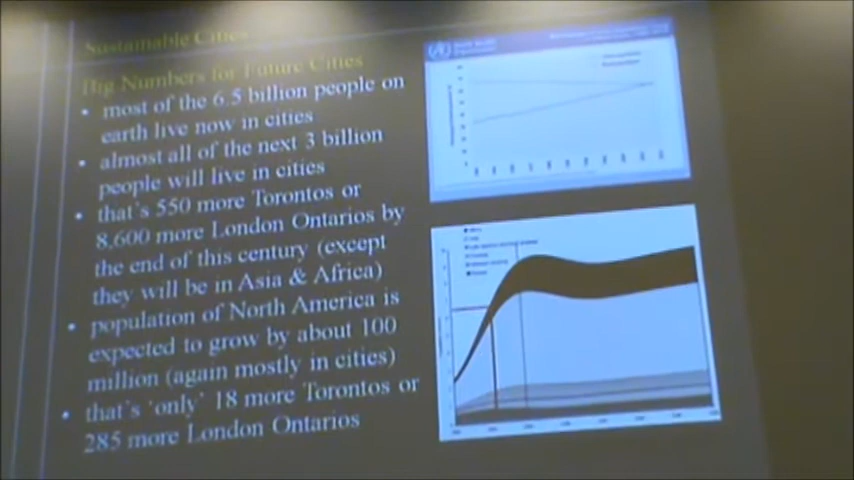 Sustainable Cities
Big Numbers for Future Cities
• most of the 6.5 billion people on
earth live now in cities
• almost all of the next 3 billion
people will live in cities
• that's 550 more Torontos or
8,600 more London Ontarios by
the end of this century (except
they will be in Asia & Africa)
• population of North America is
expected to grow by about 100
million (again mostly in cities)
• that's 'only' 18 more Torontos or
285 more London Ontarios